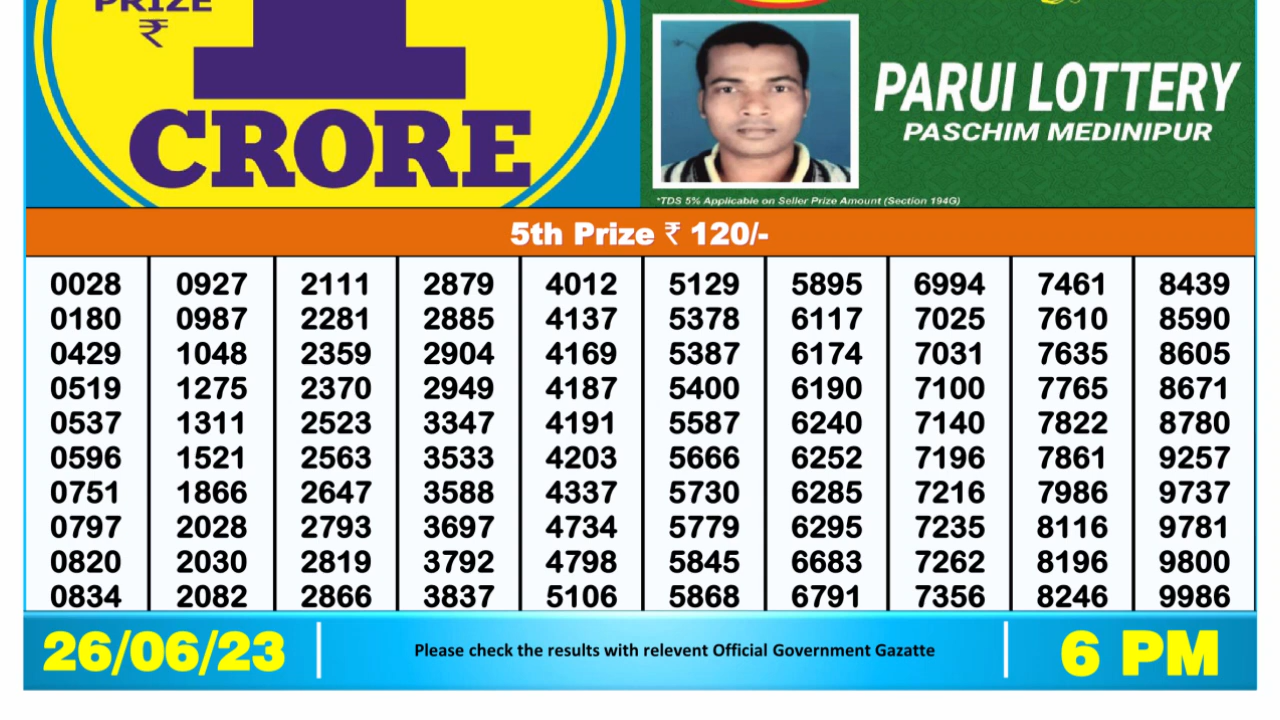 PRIZE
₹
1
CRORE
PARUI LOTTERY
PASCHIM MEDINIPUR
*TDS 5% Applicable on Seller Prize Amount (Section 194G)
5th Prize ₹ 120/-
0028 0927 2111 2879 4012 5129 5895 6994 7461 8439
0180 0987 2281 2885 4137 5378 6117 7025 7610 8590
0429 1048 2359 2904 4169 5387 6174 7031 7635 8605
0519 1275 2370 2949 4187 5400 6190 7100 7765 8671
0537 1311 2523 3347 4191 5587 6240 7140 7822 8780
0596 1521 2563 3533 4203 5666 6252 7196 7861 9257
0751 1866 2647 3588 4337 5730 6285 7216 7986 9737
0797 2028 2793 3697 4734 5779 6295 7235 8116 9781
0820 2030 2819 3792 4798 5845 6683 7262 8196 9800
0834 2082 2866 3837 5106 5868 6791 7356 8246 9986
26/06/23
Please check the results with relevent Official Government Gazatte
6 PM